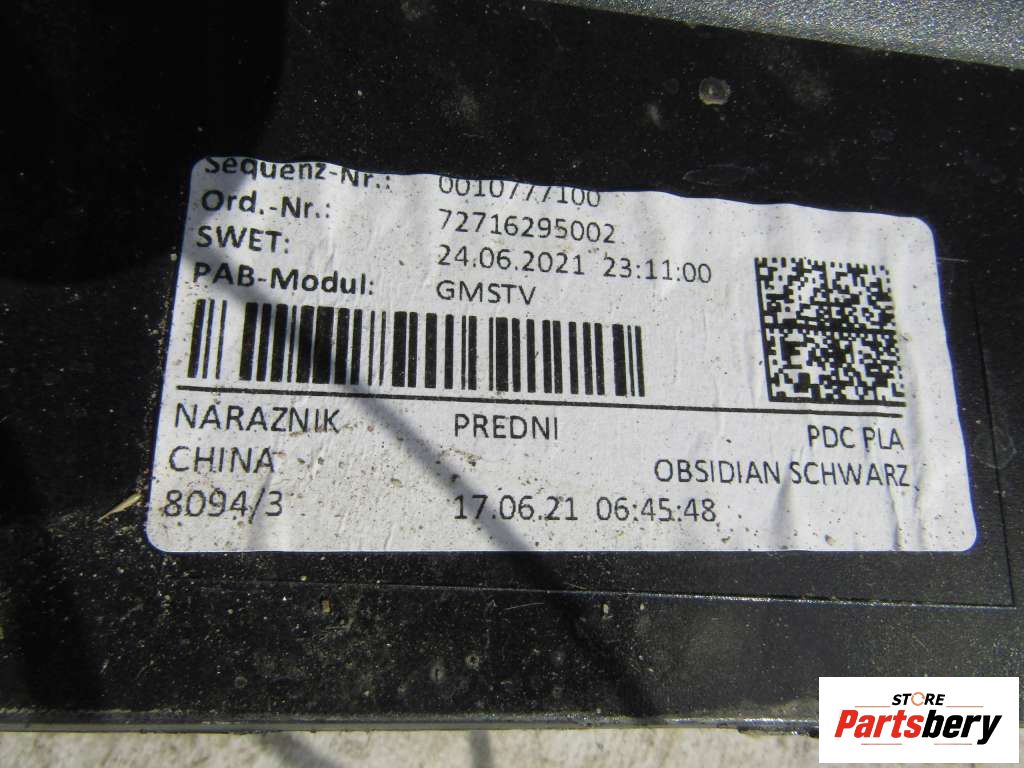 Sequenz-Nr.: 0010777100
Ord.-Nr.: 72716295002
SWET: 24.06.2021 23:11:00
PAB-Modul: GMSTV
NARAZNIK PREDNI PDC PLA
CHINA OBSIDIAN SCHWARZ
8094/3 17.06.21 06:45:48
STORE
Partsbery